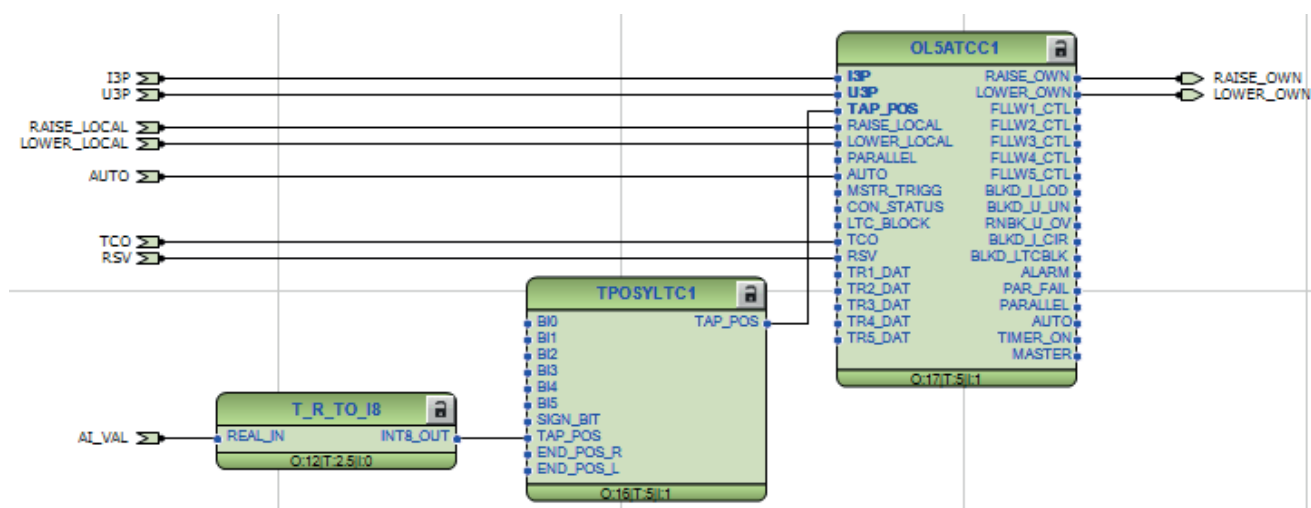 OL5ATCC1
I3P
I3P
RAISE_OWN
RAISE_OWN
U3P
U3P
LOWER_OWN
LOWER_OWN
TAP_POS
FLLW1_CTL
RAISE_LOCAL
RAISE_LOCAL
FLLW2_CTL
LOWER_LOCAL
LOWER_LOCAL
FLLW3_CTL
PARALLEL
FLLW4_CTL
AUTO
AUTO
FLLW5_CTL
MSTR_TRIGG
BLKD_I_LOD
CON_STATUS
BLKD_U_UN
LTC_BLOCK
RNBK_U_OV
TCO
TCO
BLKD_I_CIR
RSV
RSV
BLKD_LTCBLK
TR1_DAT
ALARM
TR2_DAT
PAR_FAIL
TR3_DAT
PARALLEL
TR4_DAT
AUTO
TR5_DAT
TIMER_ON
MASTER
O:17|T:5|I:1
TPOSYLTC1
BI0
TAP_POS
BI1
BI2
BI3
BI4
BI5
SIGN_BIT
TAP_POS
END_POS_R
END_POS_L
O:16|T:5|I:1
T_R_TO_I8
AI_VAL
REAL_IN
INT8_OUT
O:12|T:2.5|I:0